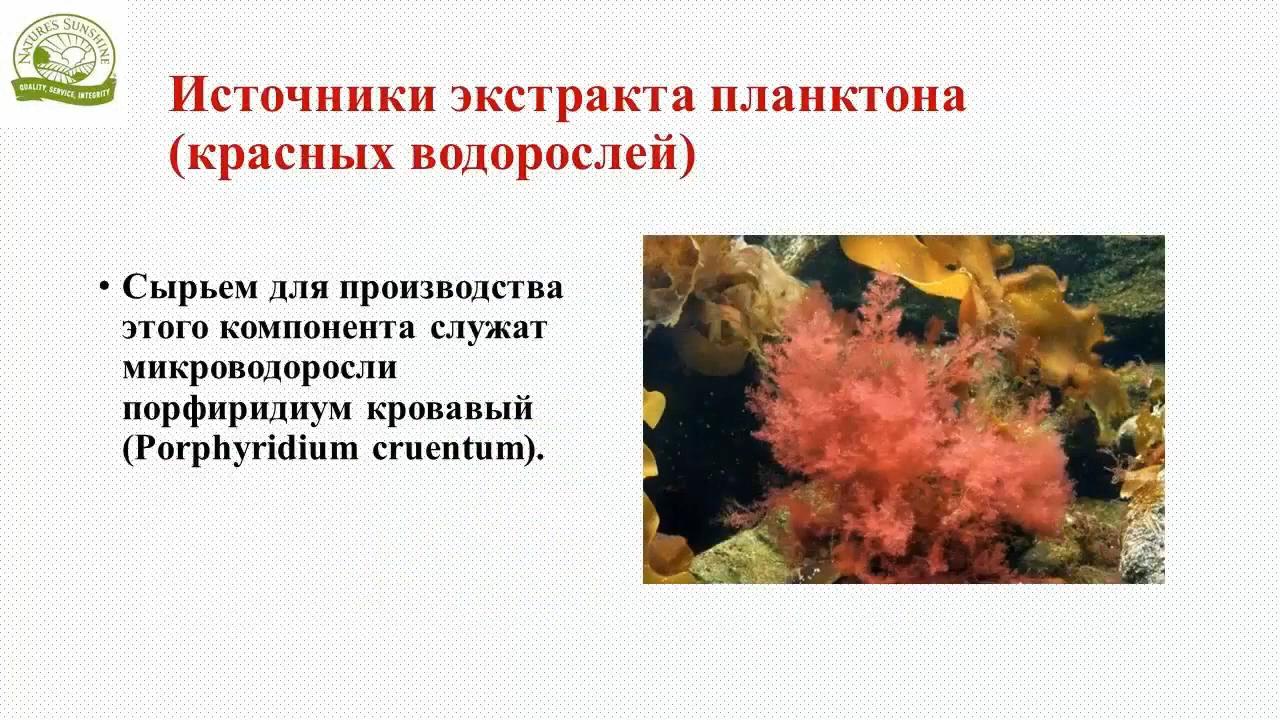 NATURE'S SUNSHINE
QUALITY, SERVICE, INTEGRITY
Источники экстракта планктона
(красных водорослей)
• Сырьем для производства
этого компонента служат
микроводоросли
порфиридиум кровавый
(Porphyridium cruentum).